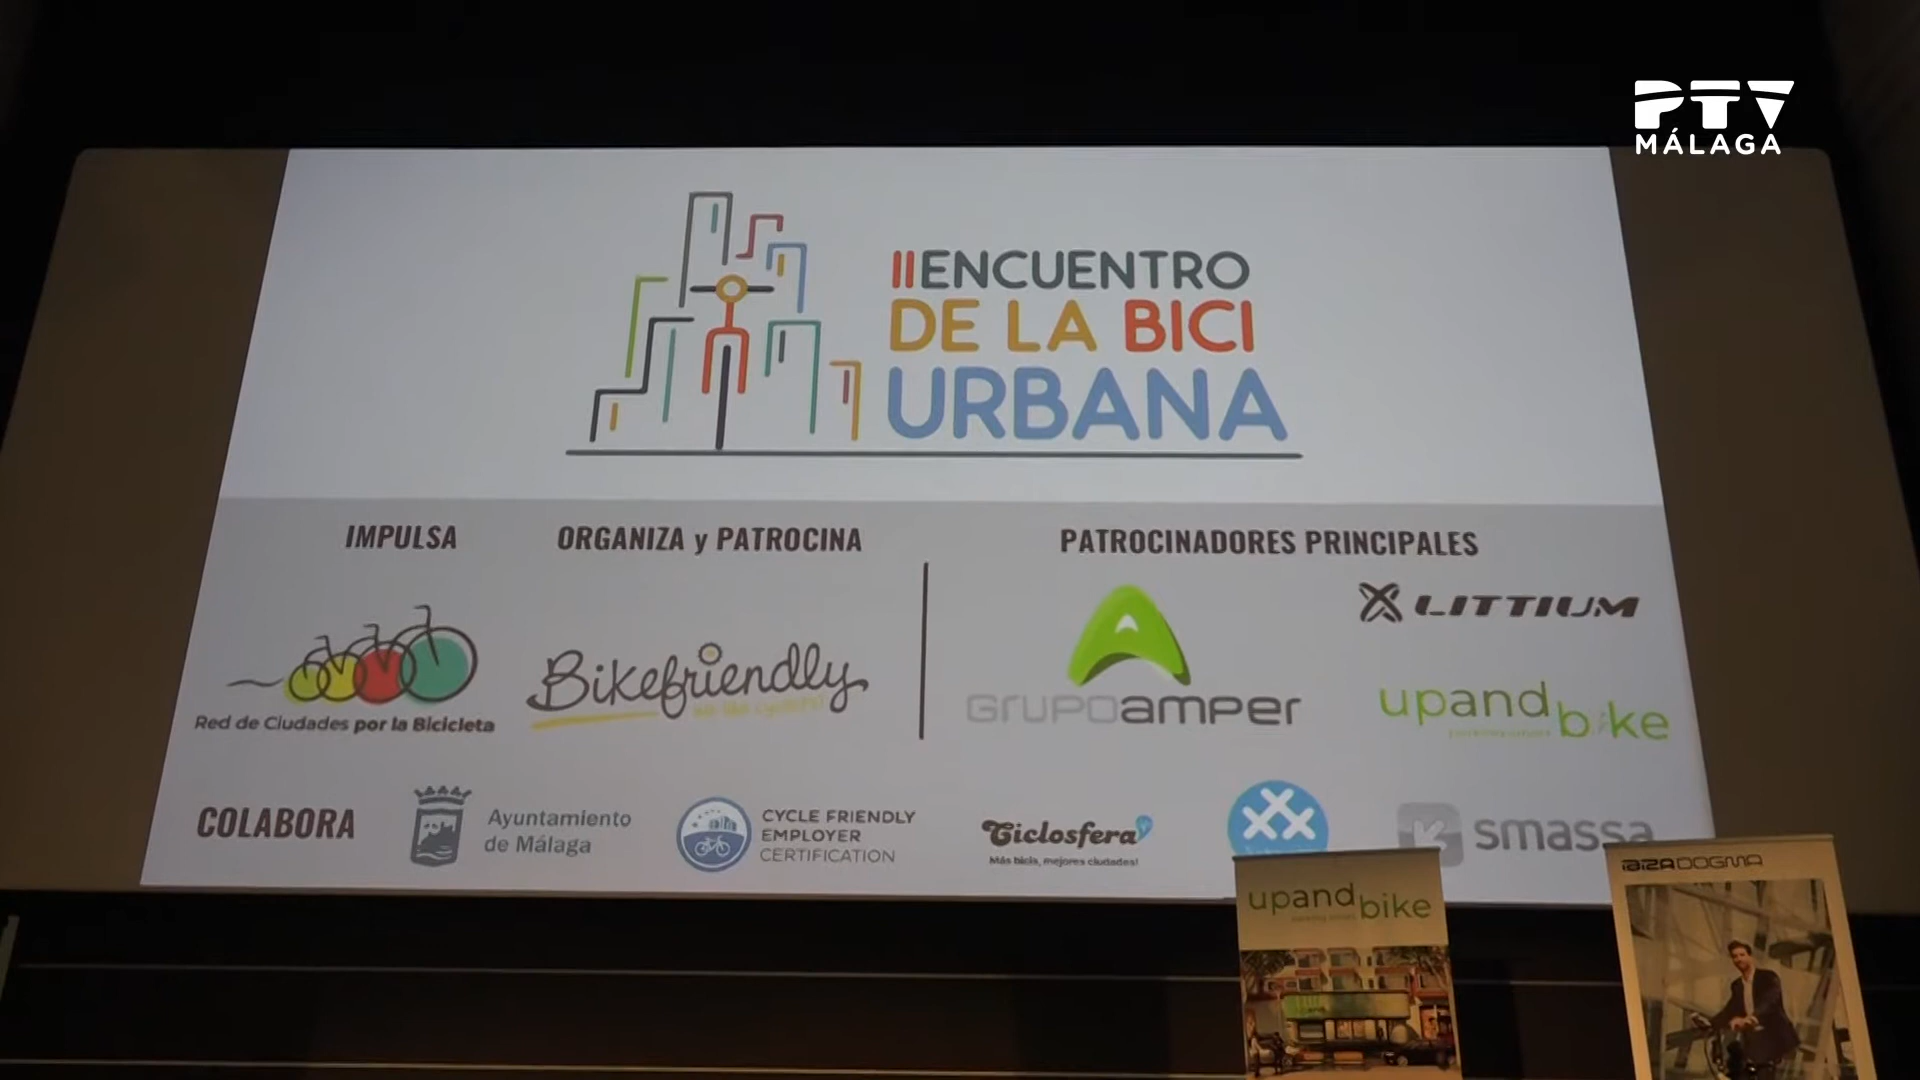 PTV
MÁLAGA
II ENCUENTRO
DE LA BICI
URBANA
IMPULSA
ORGANIZA y PATROCINA
PATROCINADORES PRINCIPALES
Red de Ciudades por la Bicicleta
Bikefriendly
GRUPOAMPER
LITTIUM
upandbike
COLABORA
Ayuntamiento
de Málaga
CYCLE FRIENDLY
EMPLOYER
CERTIFICATION
Ciclosfera
Más bicis, mejores ciudades!
smassa
upandbike
IBIZADOGMA